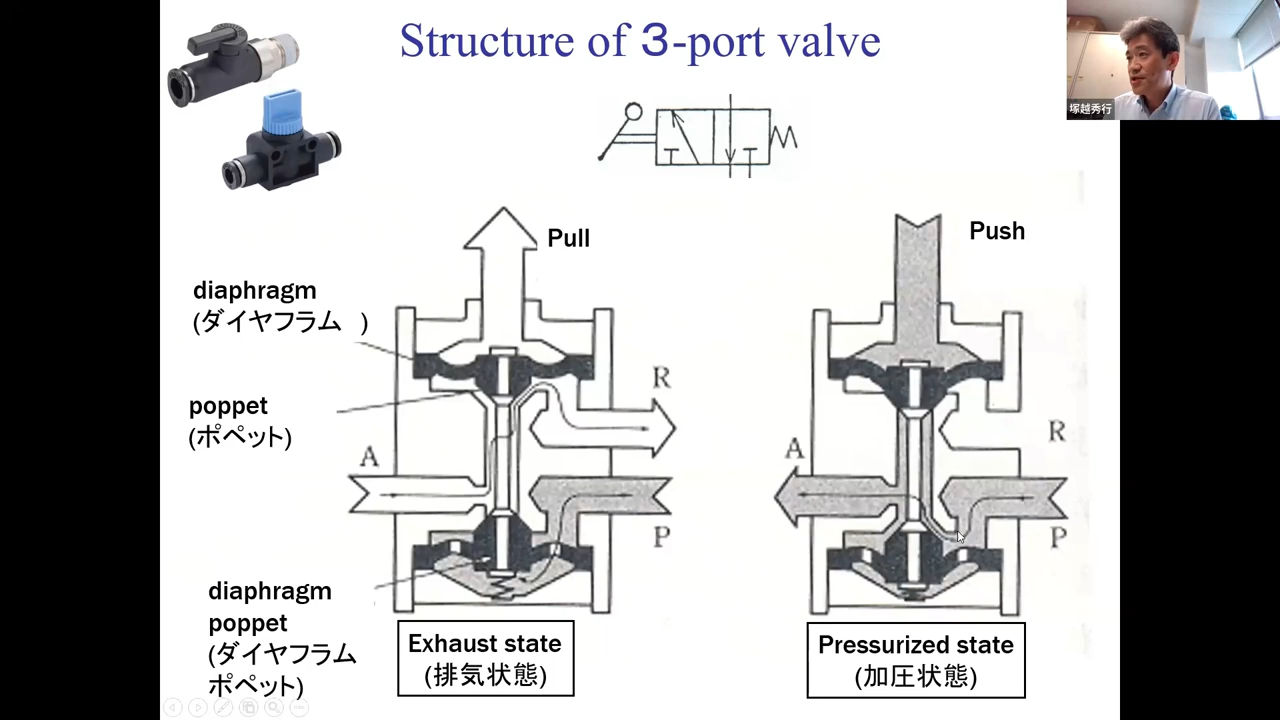 Structure of 3-port valve
塚越秀行
Pull
Push
diaphragm
(ダイヤフラム )
poppet
(ポペット)
R
A
P
R
A
P
diaphragm
poppet
(ダイヤフラム
ポペット)
Exhaust state
(排気状態)
Pressurized state
(加圧状態)